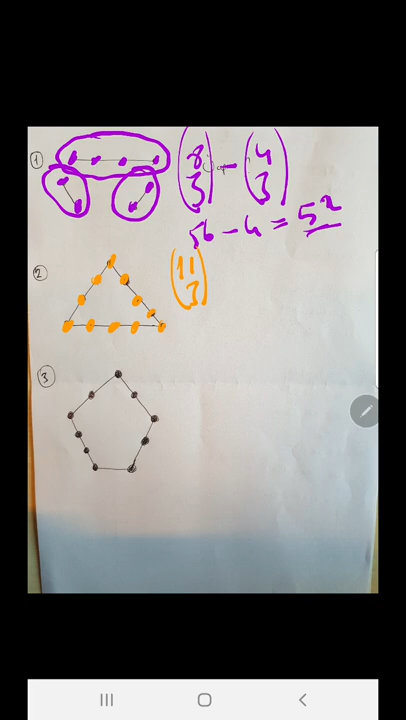 1 (8 3) - (4 3)
56 - 4 = 52
2 (11 3)
3